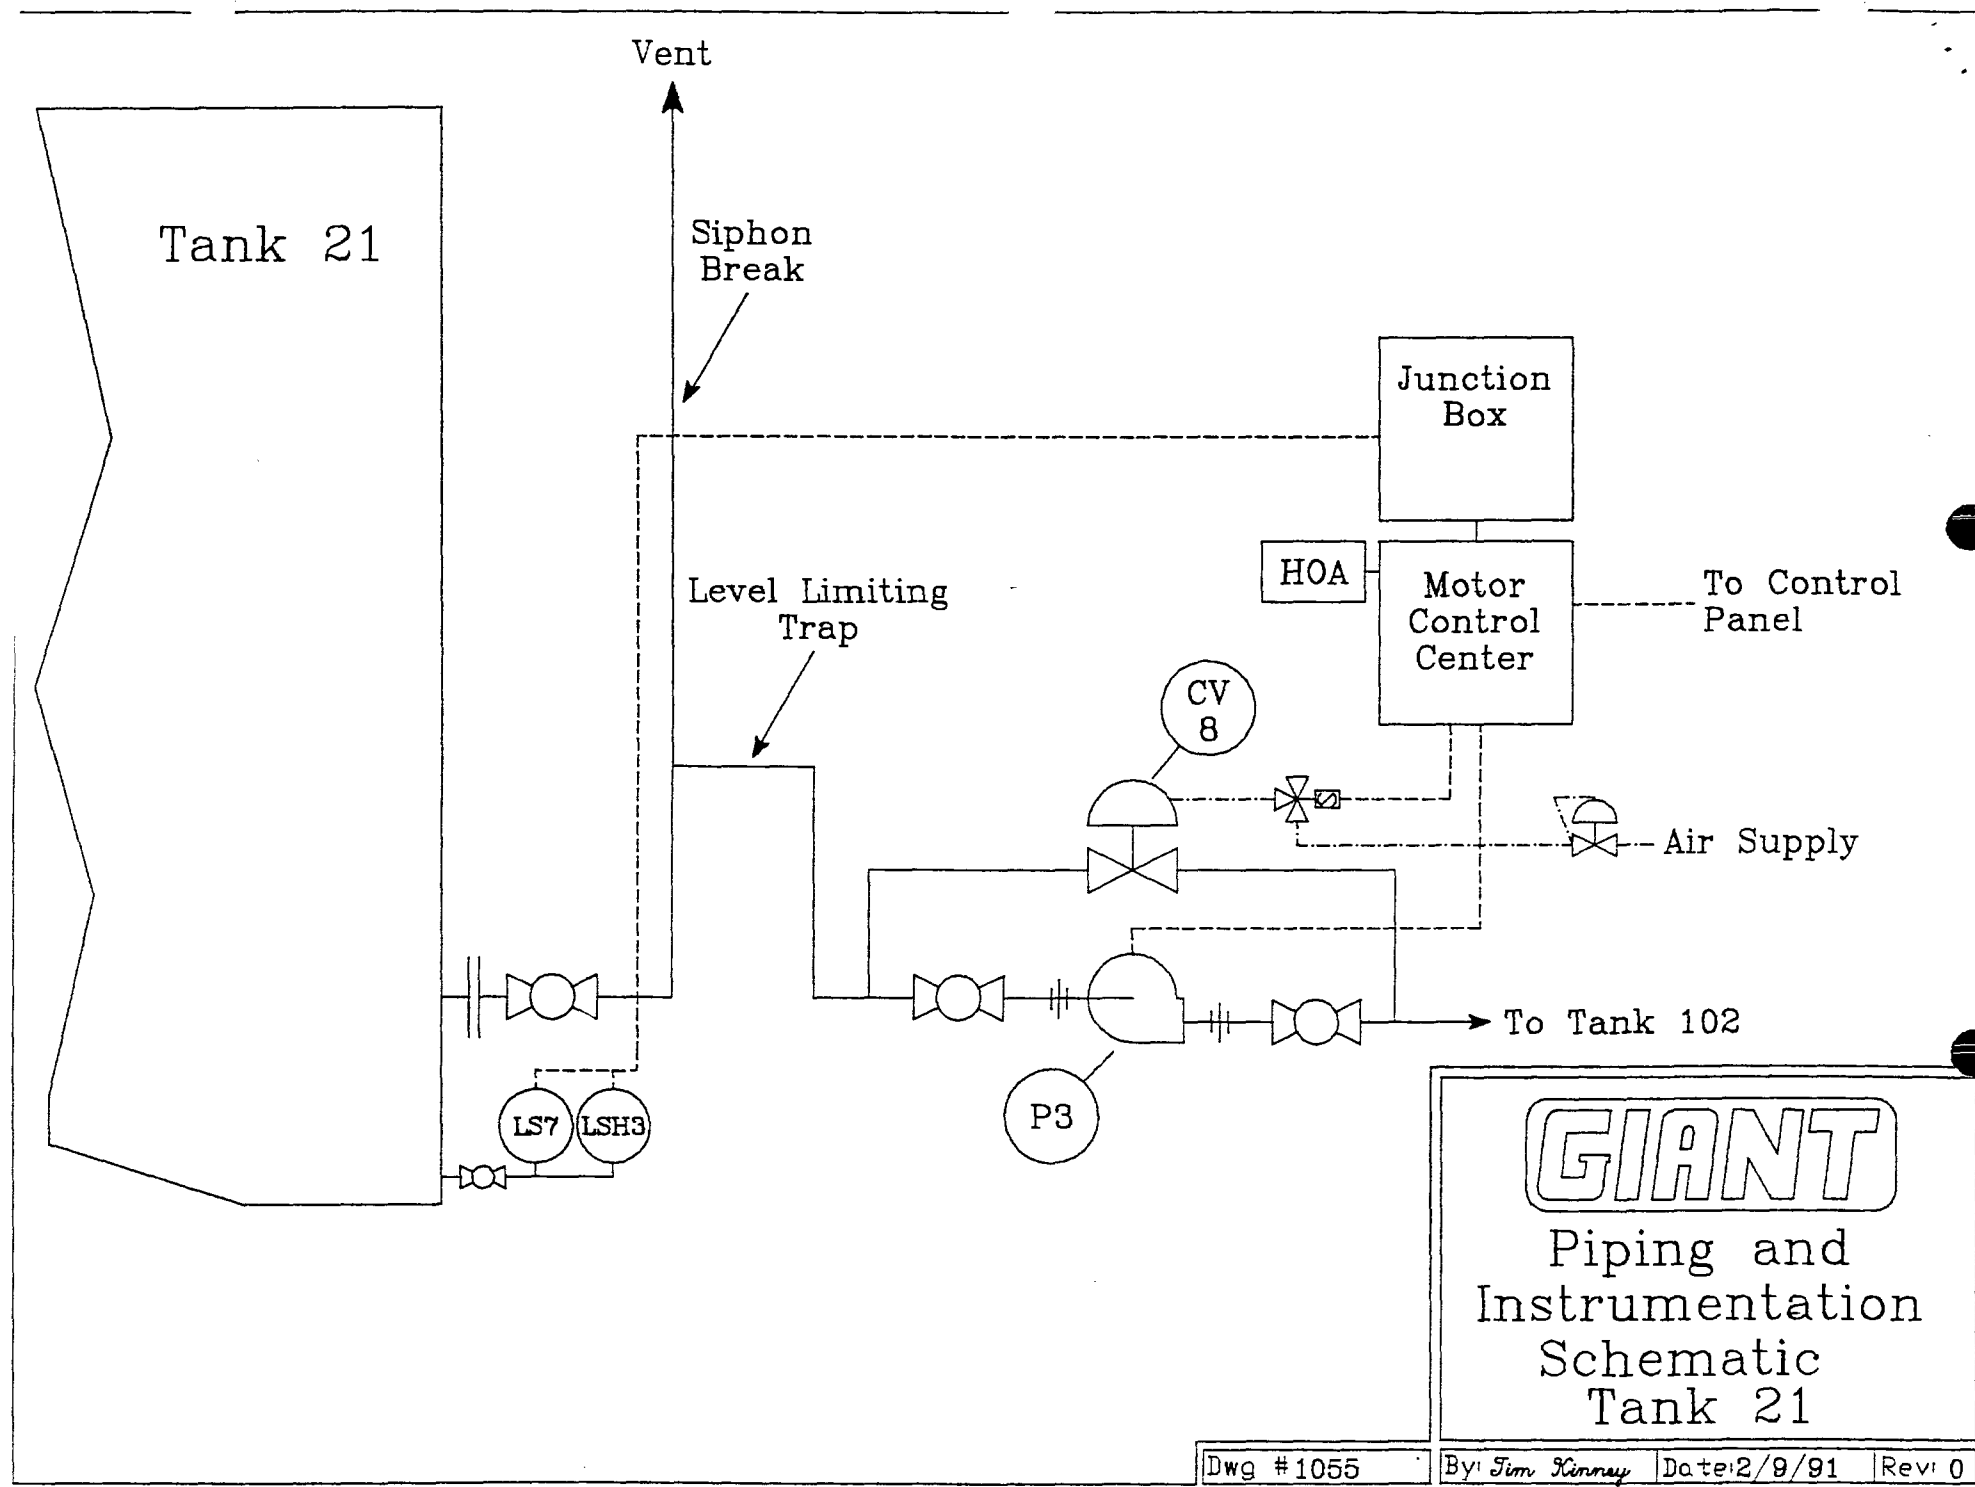 Vent
Tank 21
Siphon
Break
Junction
Box
HOA
Motor
Control
Center
To Control
Panel
Level Limiting
Trap
CV
8
Air Supply
To Tank 102
LS7
LSH3
P3
GIANT
Piping and
Instrumentation
Schematic
Tank 21
Dwg #1055
By: Jim Kinney
Date:2/9/91
Rev: 0